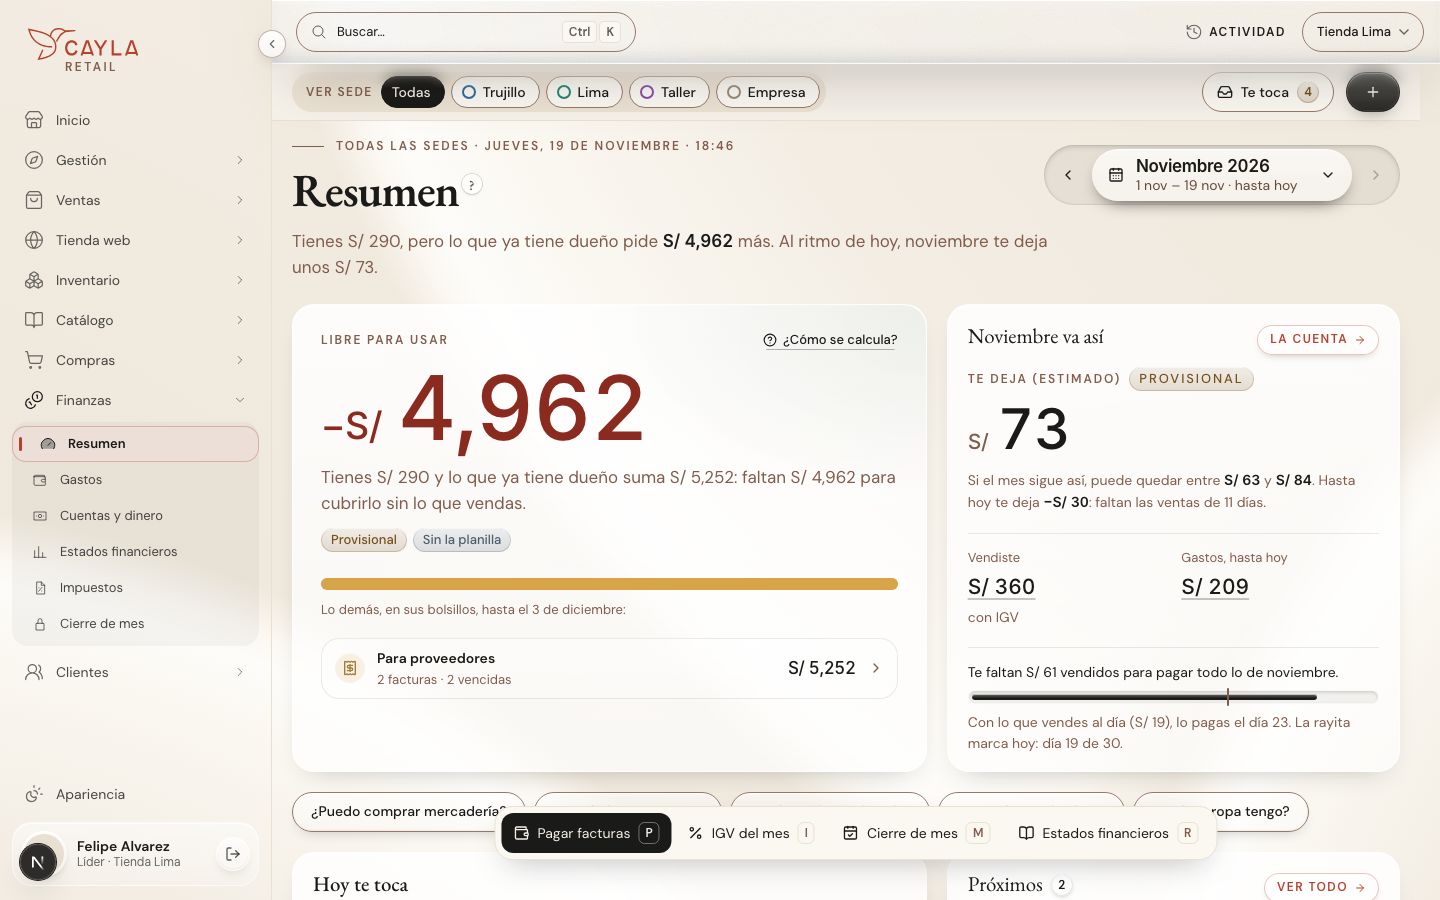 CAYLA
RETAIL
Inicio
Gestión
Ventas
Tienda web
Inventario
Catálogo
Compras
Finanzas
Resumen
Gastos
Cuentas y dinero
Estados financieros
Impuestos
Cierre de mes
Clientes
Apariencia
N
Felipe Alvarez
Líder · Tienda Lima
Buscar...
Ctrl K
ACTIVIDAD
Tienda Lima
VER SEDE
Todas
Trujillo
Lima
Taller
Empresa
Te toca 4
+
TODAS LAS SEDES · JUEVES, 19 DE NOVIEMBRE · 18:46
Resumen ?
Noviembre 2026
1 nov – 19 nov · hasta hoy
Tienes S/ 290, pero lo que ya tiene dueño pide S/ 4,962 más. Al ritmo de hoy, noviembre te deja
unos S/ 73.
LIBRE PARA USAR
¿Cómo se calcula?
−S/ 4,962
Tienes S/ 290 y lo que ya tiene dueño suma S/ 5,252: faltan S/ 4,962 para
cubrirlo sin lo que vendas.
Provisional
Sin la planilla
Lo demás, en sus bolsillos, hasta el 3 de diciembre:
Para proveedores
2 facturas · 2 vencidas
S/ 5,252
Noviembre va así
LA CUENTA →
TE DEJA (ESTIMADO) PROVISIONAL
S/ 73
Si el mes sigue así, puede quedar entre S/ 63 y S/ 84. Hasta
hoy te deja −S/ 30: faltan las ventas de 11 días.
Vendiste
S/ 360
con IGV
Gastos, hasta hoy
S/ 209
Te faltan S/ 61 vendidos para pagar todo lo de noviembre.
Con lo que vendes al día (S/ 19), lo pagas el día 23. La rayita
marca hoy: día 19 de 30.
¿Puedo comprar mercadería?
ropa tengo?
Pagar facturas P
IGV del mes I
Cierre de mes M
Estados financieros R
Hoy te toca
Próximos 2
VER TODO →